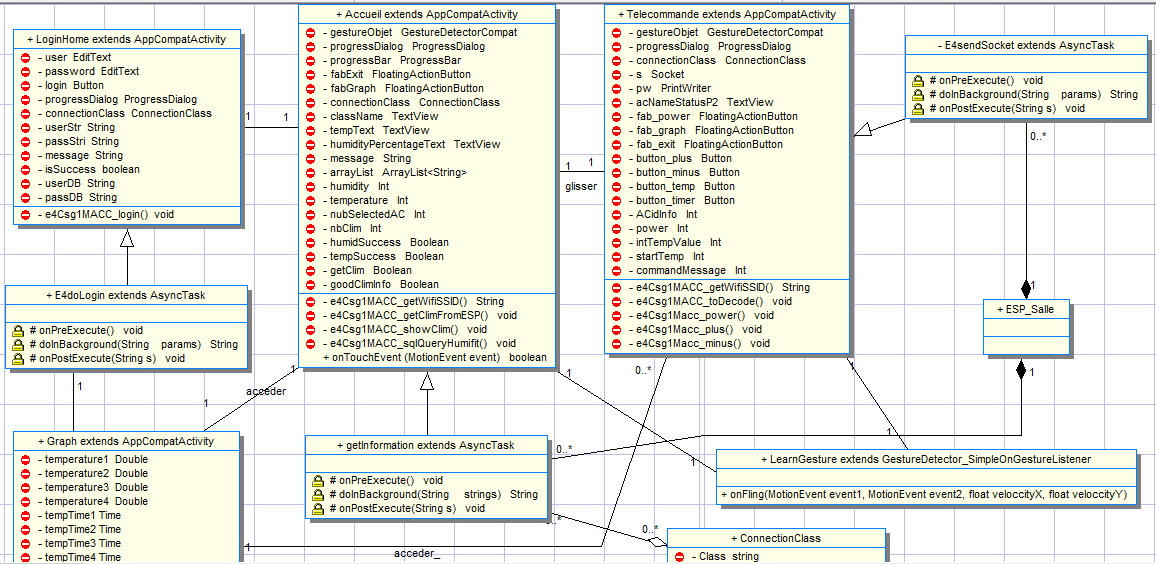 + LoginHome extends AppCompatActivity
- user EditText
- password EditText
- login Button
- progressDialog ProgressDialog
- connectionClass ConnectionClass
- userStr String
- passStri String
- message String
- isSuccess boolean
- userDB String
- passDB String
- e4Csg1MACC_login() void
1
1
+ Accueil extends AppCompatActivity
- gestureObjet GestureDetectorCompat
- progressDialog ProgressDialog
- progressBar ProgressBar
- fabExit FloatingActionButton
- fabGraph FloatingActionButton
- connectionClass ConnectionClass
- className TextView
- tempText TextView
- humidityPercentageText TextView
- message String
- arrayList ArrayList<String>
- humidity Int
- temperature Int
- nubSelectedAC Int
- nbClim Int
- humidSuccess Boolean
- tempSuccess Boolean
- getClim Boolean
- goodClimInfo Boolean
- e4Csg1MACC_getWifiSSID() String
- e4Csg1MACC_getClimFromESP() void
- e4Csg1MACC_showClim() void
- e4Csg1MACC_sqlQueryHumifit() void
+ onTouchEvent (MotionEvent event) boolean
1
1
glisser
+ Telecommande extends AppCompatActivity
- gestureObjet GestureDetectorCompat
- progressDialog ProgressDialog
- connectionClass ConnectionClass
- s Socket
- pw PrintWriter
- acNameStatusP2 TextView
- fab_power FloatingActionButton
- fab_graph FloatingActionButton
- fab_exit FloatingActionButton
- button_plus Button
- button_minus Button
- button_temp Button
- button_timer Button
- ACidInfo Int
- power Int
- intTempValue Int
- startTemp Int
- commandMessage Int
- e4Csg1MACC_getWifiSSID() String
- e4Csg1MACC_toDecode() void
- e4Csg1Macc_power() void
- e4Csg1Macc_plus() void
- e4Csg1Macc_minus() void
- E4sendSocket extends AsyncTask
# onPreExecute() void
# doInBackground(String params) String
# onPostExecute(String s) void
0..*
1
+ ESP_Salle
1
+ E4doLogin extends AsyncTask
# onPreExecute() void
# doInBackground(String params) String
# onPostExecute(String s) void
1
1
acceder
1
1
0..*
1
+ Graph extends AppCompatActivity
- temperature1 Double
- temperature2 Double
- temperature3 Double
- temperature4 Double
- tempTime1 Time
- tempTime2 Time
- tempTime3 Time
- tempTime4 Time
1
acceder_
+ getInformation extends AsyncTask
# onPreExecute() void
# doInBackground(String strings) String
# onPostExecute(String s) void
0..*
1
1
+ LearnGesture extends GestureDetector_SimpleOnGestureListener
+ onFling(MotionEvent event1, MotionEvent event2, float veloccityX, float veloccityY)
..*
0..*
+ ConnectionClass
- Class string